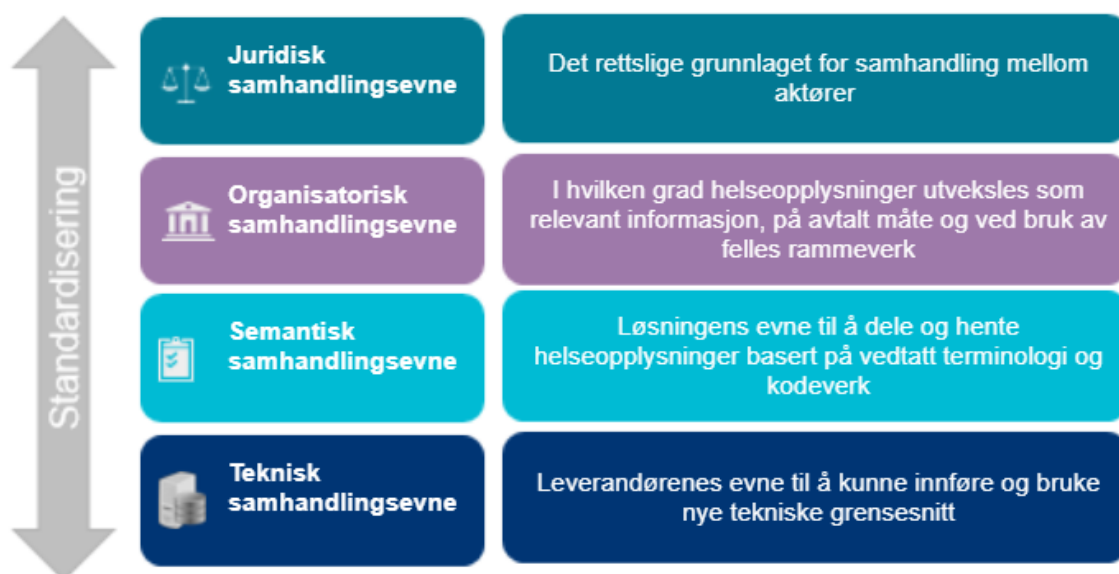 Standardisering
Juridisk
samhandlingsevne
Det rettslige grunnlaget for samhandling mellom
aktører
Organisatorisk
samhandlingsevne
I hvilken grad helseopplysninger utveksles som
relevant informasjon, på avtalt måte og ved bruk av
felles rammeverk
Semantisk
samhandlingsevne
Løsningens evne til å dele og hente
helseopplysninger basert på vedtatt terminologi og
kodeverk
Teknisk
samhandlingsevne
Leverandørenes evne til å kunne innføre og bruke
nye tekniske grensesnitt